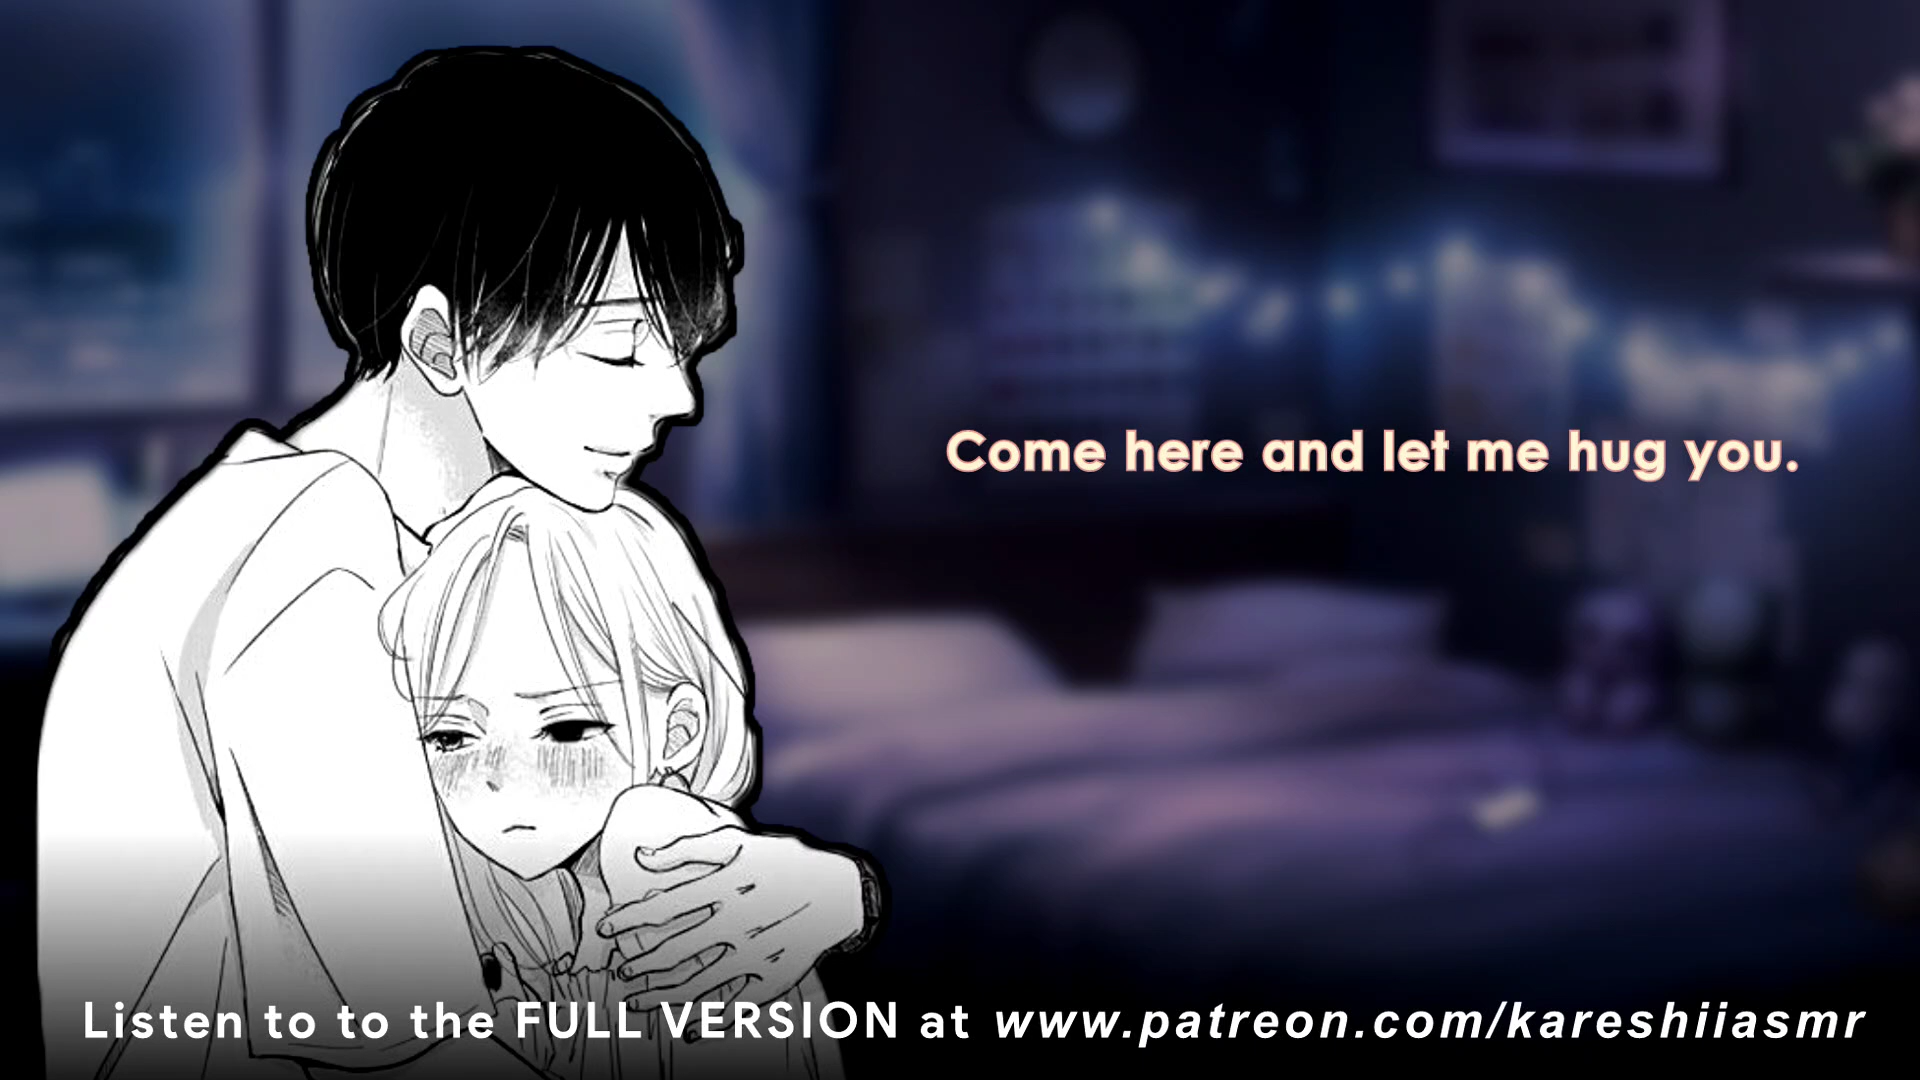 Come here and let me hug you.
Listen to to the FULL VERSION at www.patreon.com/kareshiiasmr